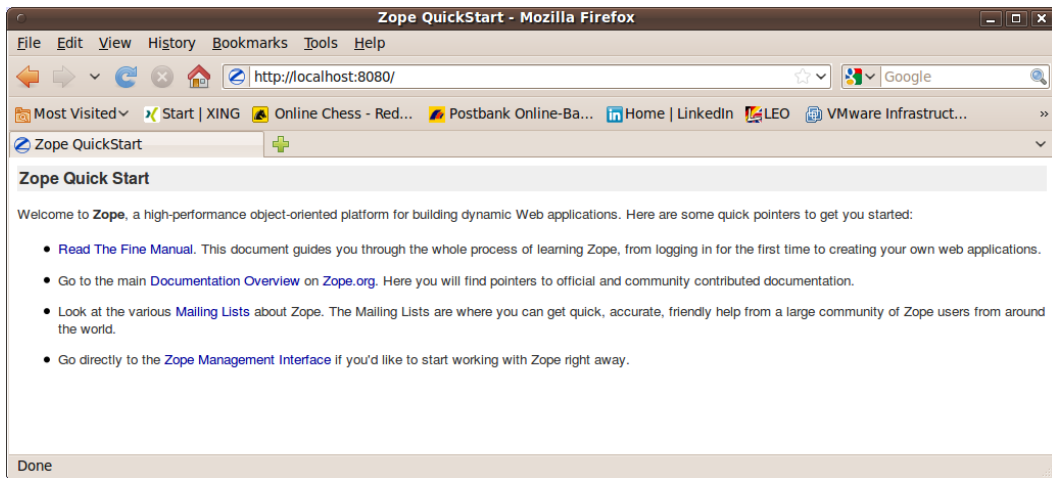 Zope QuickStart - Mozilla Firefox
File Edit View History Bookmarks Tools Help
http://localhost:8080/ Google
Most Visited Start | XING Online Chess - Red... Postbank Online-Ba... Home | LinkedIn LEO VMware Infrastruct... »
Zope QuickStart
Zope Quick Start
Welcome to Zope, a high-performance object-oriented platform for building dynamic Web applications. Here are some quick pointers to get you started:
Read The Fine Manual. This document guides you through the whole process of learning Zope, from logging in for the first time to creating your own web applications.
Go to the main Documentation Overview on Zope.org. Here you will find pointers to official and community contributed documentation.
Look at the various Mailing Lists about Zope. The Mailing Lists are where you can get quick, accurate, friendly help from a large community of Zope users from around
the world.
Go directly to the Zope Management Interface if you'd like to start working with Zope right away.
Done